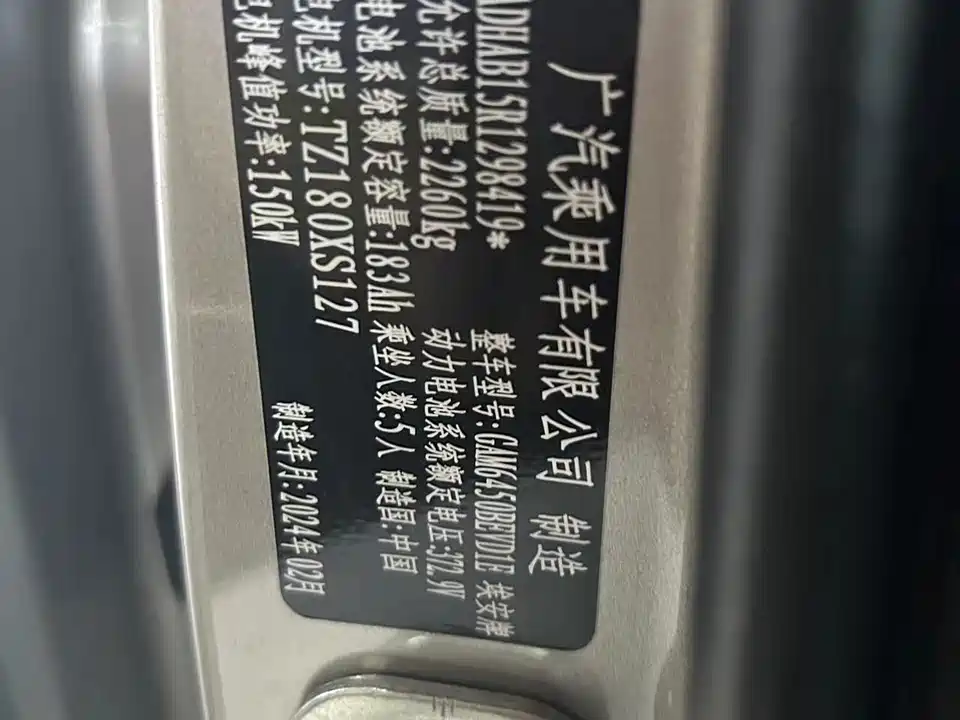 广汽乘用车有限公司 制造
ADHAB15R1298419* 整车型号:GAM6450BEVD1E 埃安牌
允许总质量:2260kg 动力电池系统额定电压:372.9V
电池系统额定容量:183Ah 乘坐人数:5人 制造国:中国
电机型号:TZ180XS127
电机峰值功率:150kW 制造年月:2024年02月